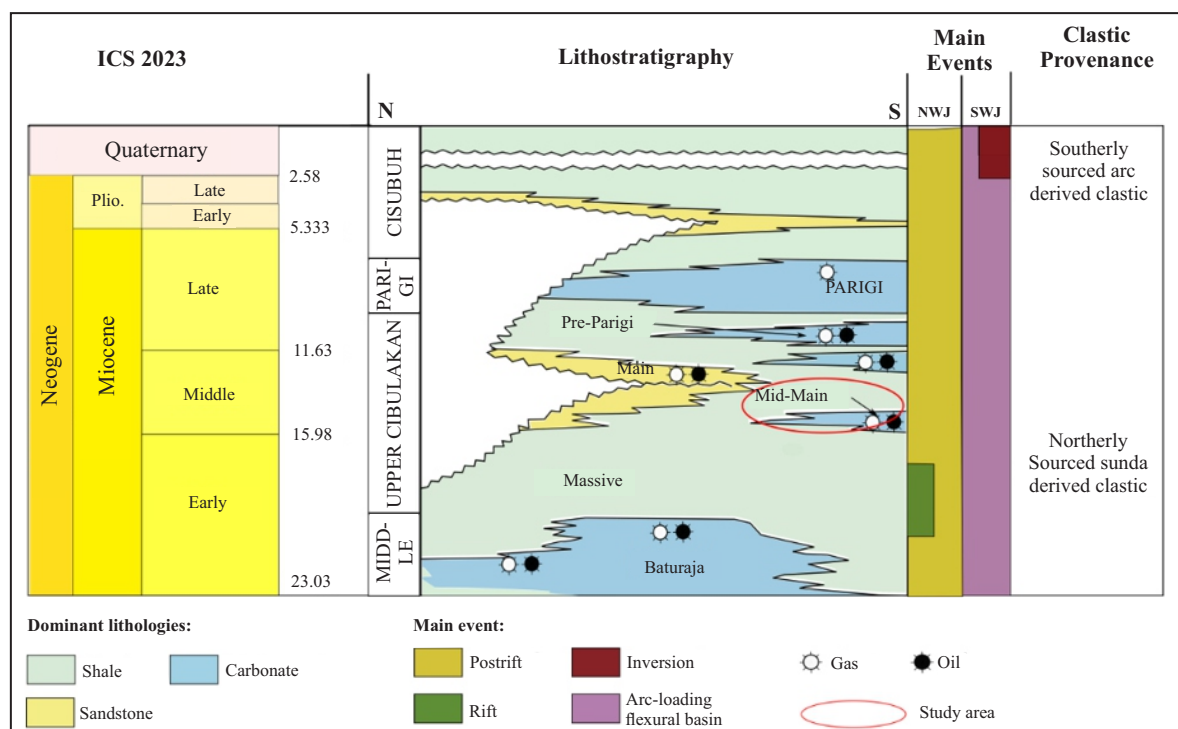 ICS 2023
Lithostratigraphy
Main
Events
Clastic
Provenance
N
S
NWJ
SWJ
Quaternary
2.58
Neogene
Plio.
Late
Early
5.333
Miocene
Late
11.63
Middle
15.98
Early
23.03
CISUBUH
PARI-
GI
UPPER CIBULAKAN
MIDD-
LE
PARIGI
Pre-Parigi
Main
Mid-Main
Massive
Baturaja
Southerly
sourced arc
derived clastic
Northerly
Sourced sunda
derived clastic
Dominant lithologies:
Shale
Carbonate
Sandstone
Main event:
Postrift
Inversion
Gas
Oil
Rift
Arc-loading
flexural basin
Study area